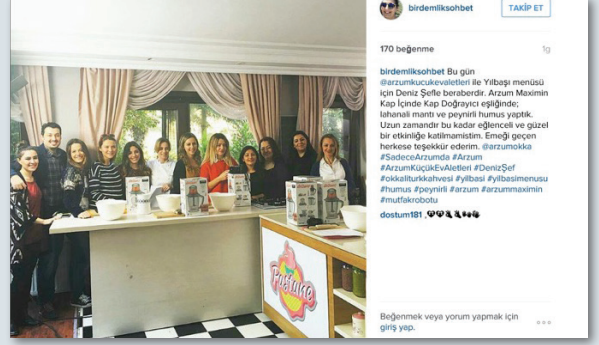 birdemliksohbet
TAKİP ET
170 beğenme
1g
birdemliksohbet Bu gün
@arzumkucukevaletleri ile Yılbaşı menüsü
için Deniz Şefle beraberdir. Arzum Maximin
Kap İçinde Kap Doğrayıcı eşliğinde;
lahanalı mantı ve peynirli humus yaptık.
Uzun zamandır bu kadar eğlenceli ve güzel
bir etkinliğe katilmamistim. Emeği geçen
herkese teşekkür ederim. @arzumokka
#SadeceArzumda #Arzum
#ArzumKüçükEvAletleri #DenizŞef
#okkaliturkkahvesi #yilbasi #yilbasimenusu
#humus #peynirli #arzum #arzummaximin
#mutfakrobotu
dostum181
Pastane
Beğenmek veya yorum yapmak için
giriş yap.